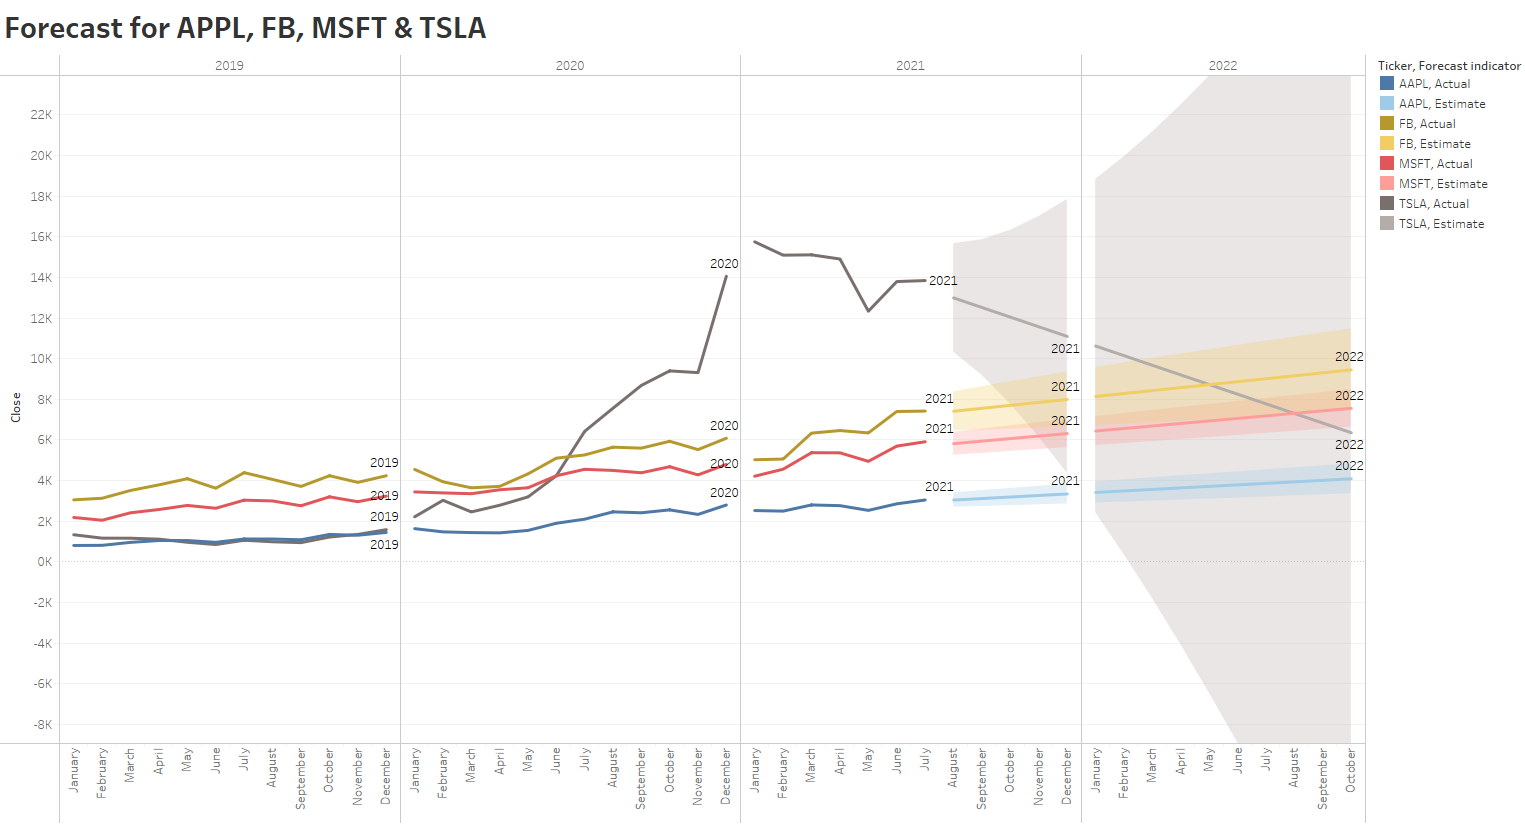 Forecast for APPL, FB, MSFT & TSLA
2019 2020 2021 2022
Ticker, Forecast indicator
AAPL, Actual
AAPL, Estimate
FB, Actual
FB, Estimate
MSFT, Actual
MSFT, Estimate
TSLA, Actual
TSLA, Estimate
Close
22K
20K
18K
16K
14K
12K
10K
8K
6K
4K
2K
0K
-2K
-4K
-6K
-8K
2019
2019
2019
2019
2020
2020
2020
2020
2021
2021
2021
2021
2021
2021
2021
2021
2022
2022
2022
2022
January February March April May June July August September October November December
January February March April May June July August September October November December
January February March April May June July August September October November December
January February March April May June July August September October